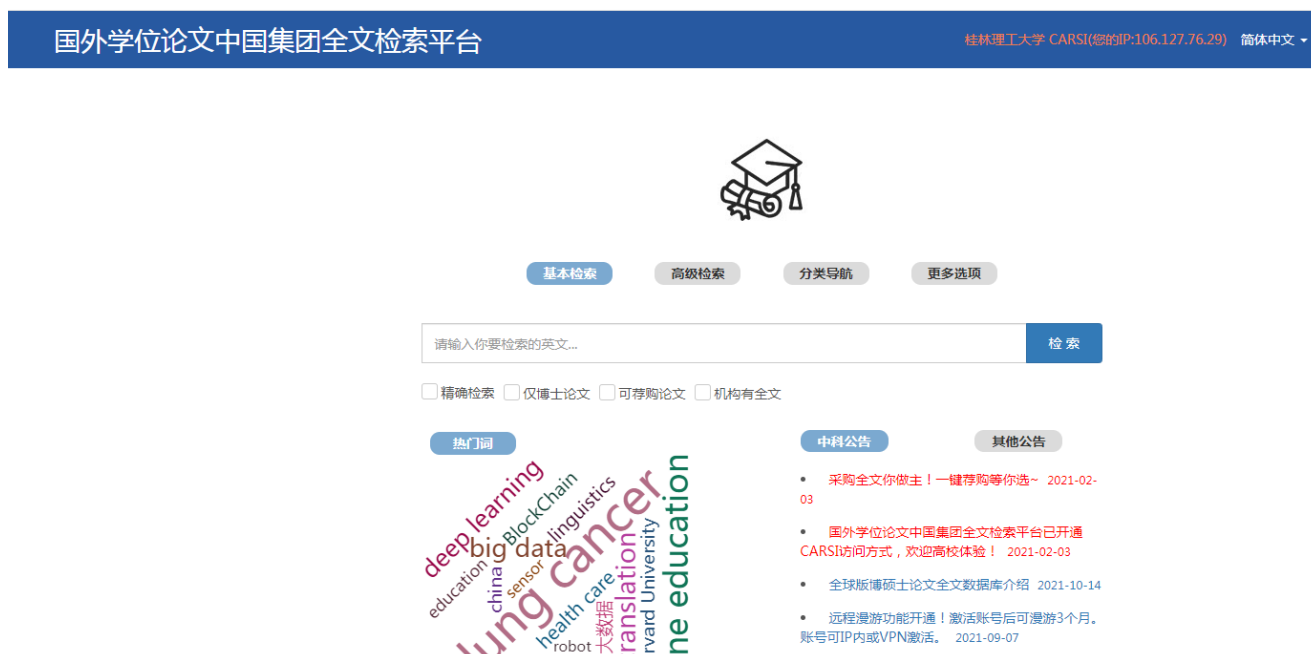 国外学位论文中国集团全文检索平台
桂林理工大学 CARSI(您的IP:106.127.76.29) 简体中文
基本检索 高级检索 分类导航 更多选项
请输入你要检索的英文... 检 索
精确检索 仅博士论文 可荐购论文 机构有全文
热门词
deep learning
BlockChain
linguistics
big data
lung cancer
education
china
sensor
health care
robot
大数据
ranslation
rvard University
ne education
中科公告 其他公告
采购全文你做主！一键荐购等你选~ 2021-02-
03
国外学位论文中国集团全文检索平台已开通
CARSI访问方式，欢迎高校体验！ 2021-02-03
全球版博硕士论文全文数据库介绍 2021-10-14
远程漫游功能开通！激活账号后可漫游3个月。
账号可IP内或VPN激活。 2021-09-07